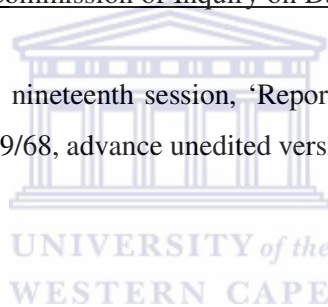 ommission of Inquiry on D
nineteenth session, ‘Repor
9/68, advance unedited vers
UNIVERSITY of the
WESTERN CAPE